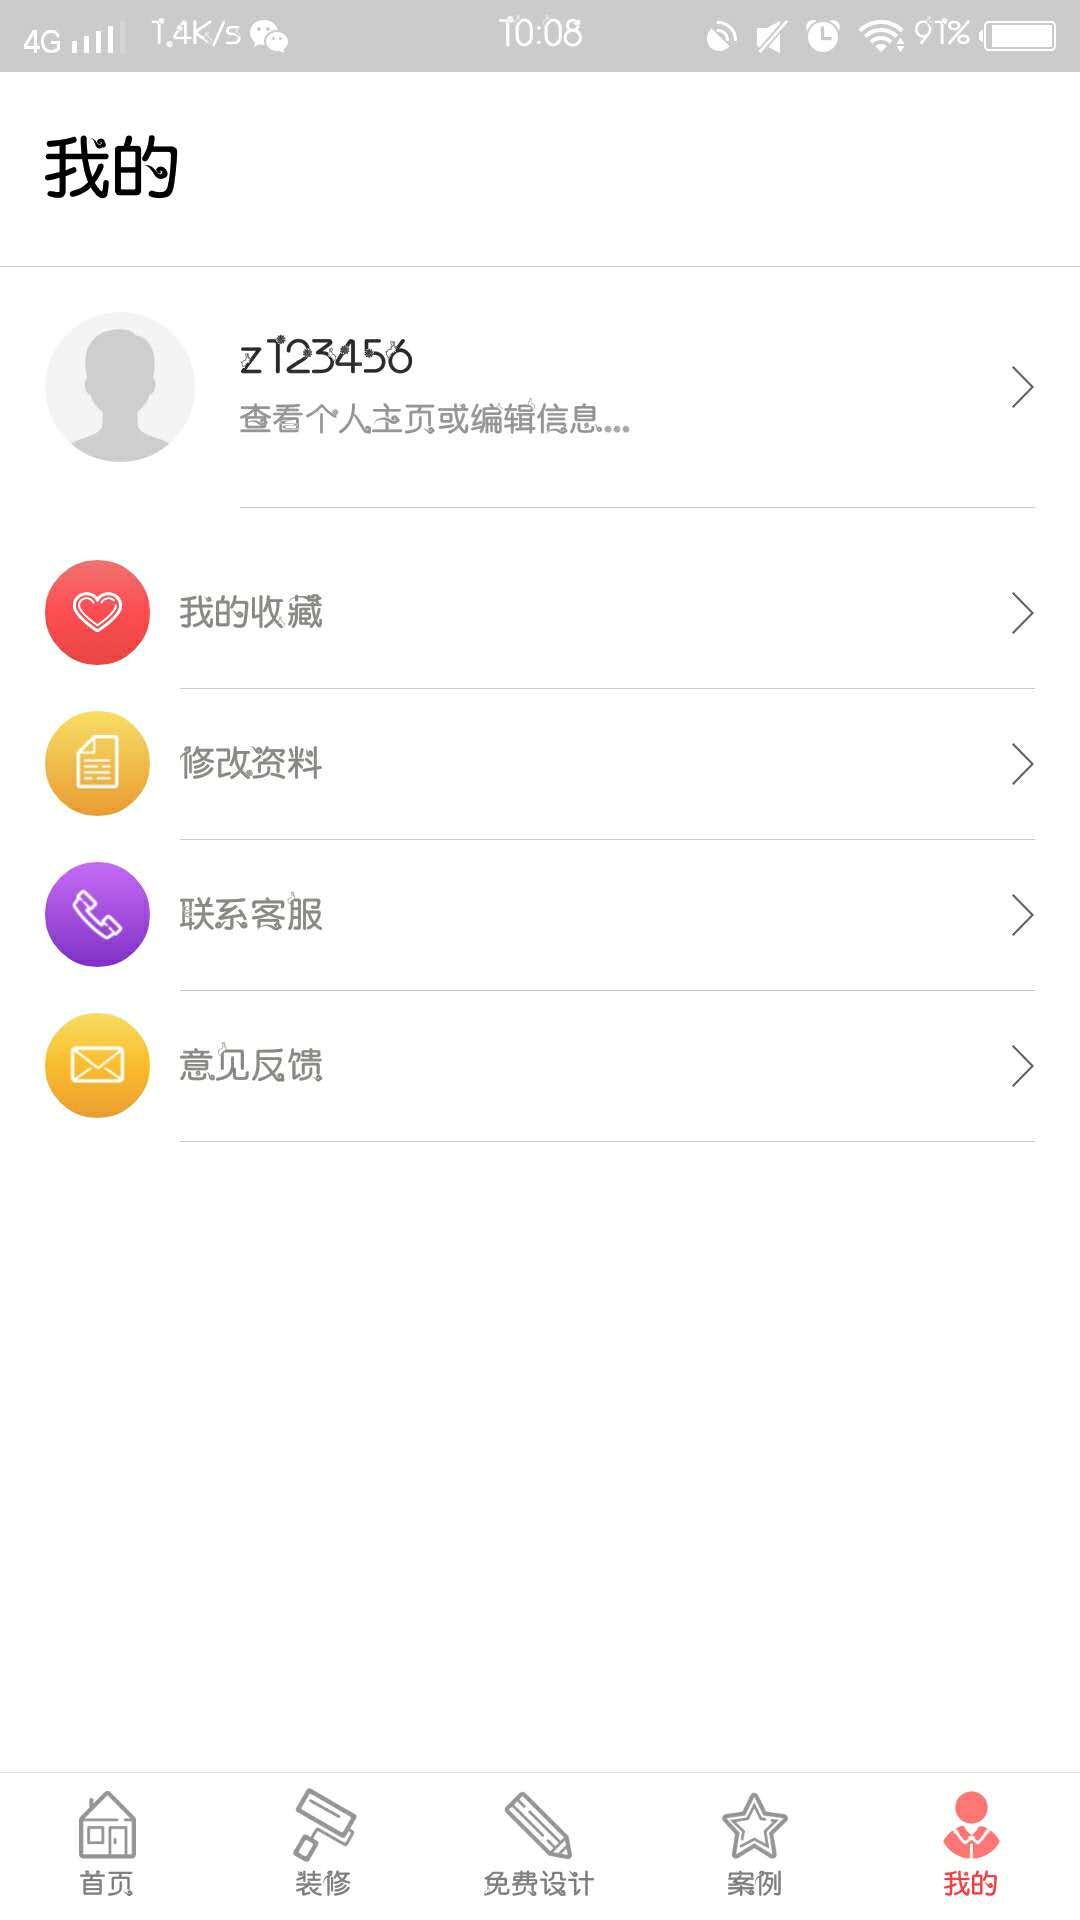 4G 1.4K/s 10:08 91%
我的
z123456
查看个人主页或编辑信息....
我的收藏
修改资料
联系客服
意见反馈
首页 装修 免费设计 案例 我的